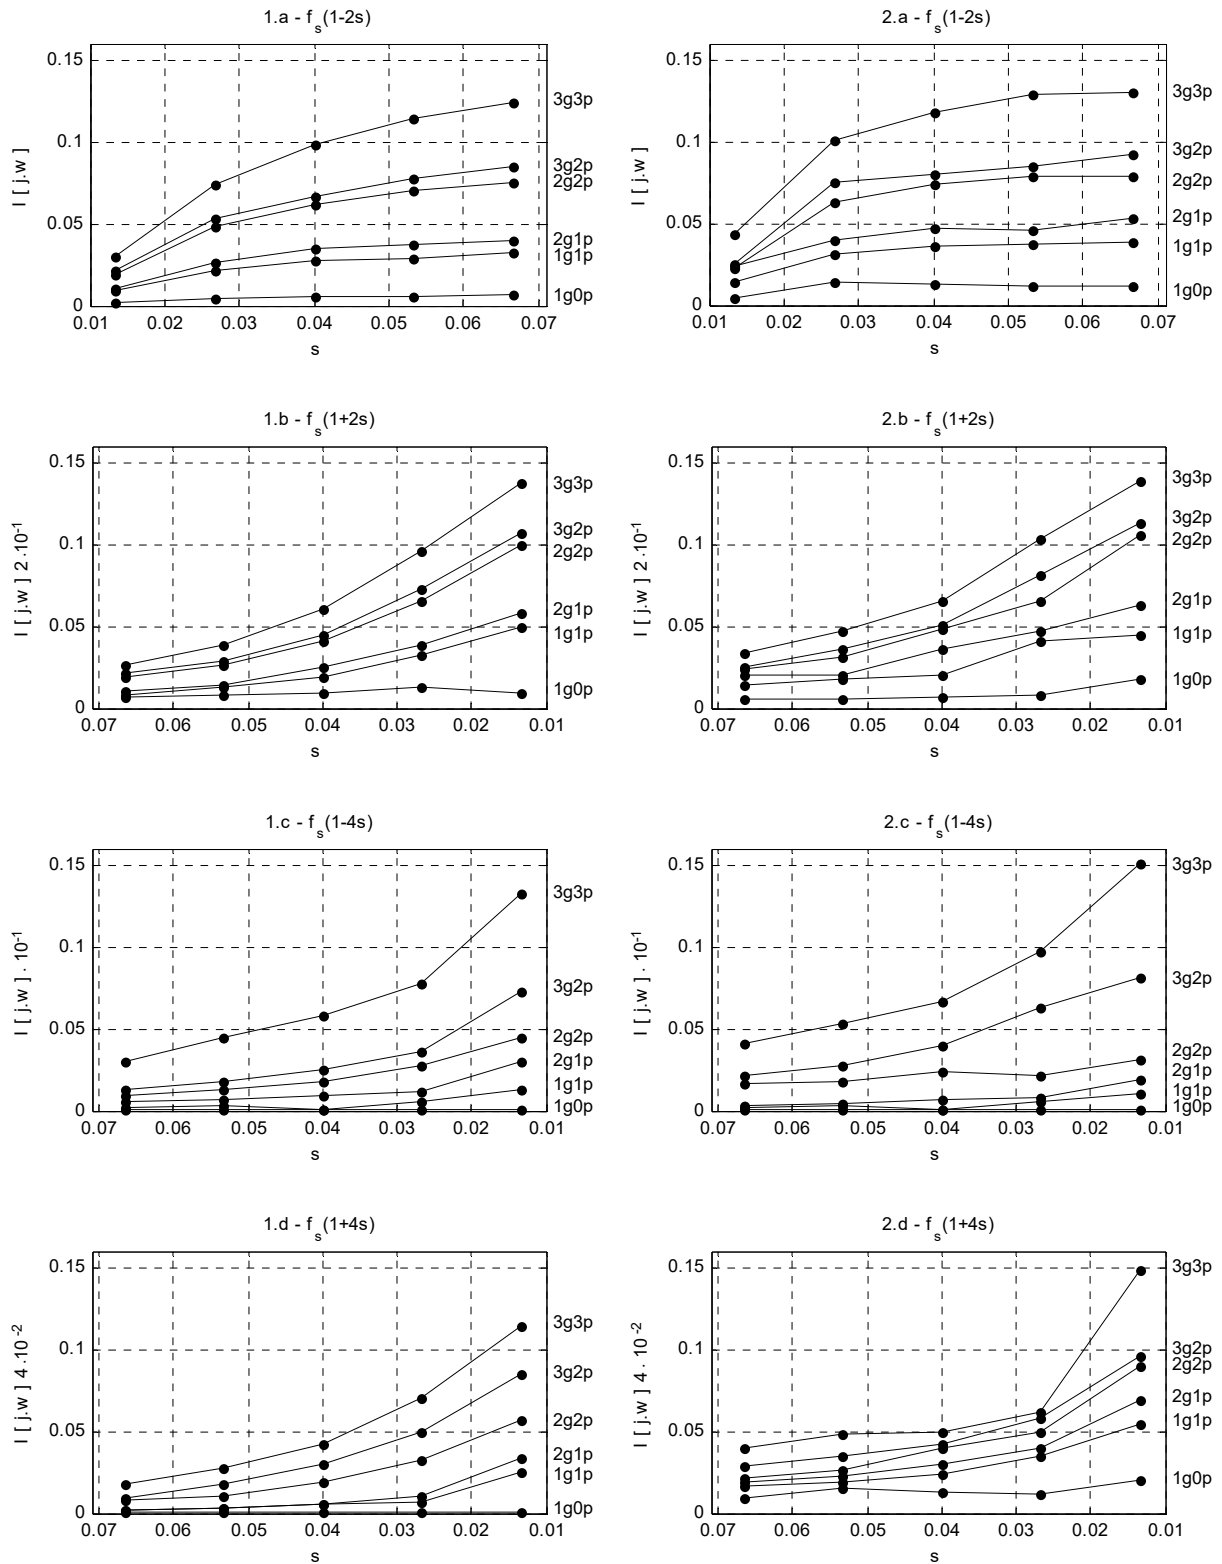 1.a - f_s(1-2s)
0.15
0.1
0.05
0
I [ j.w ]
3g3p
3g2p
2g2p
2g1p
1g1p
1g0p
0.01 0.02 0.03 0.04 0.05 0.06 0.07
s
2.a - f_s(1-2s)
0.15
0.1
0.05
0
I [ j.w ]
3g3p
3g2p
2g2p
2g1p
1g1p
1g0p
0.01 0.02 0.03 0.04 0.05 0.06 0.07
s
1.b - f_s(1+2s)
0.15
0.1
0.05
0
I [ j.w ] 2 .10^-1
3g3p
3g2p
2g2p
2g1p
1g1p
1g0p
0.07 0.06 0.05 0.04 0.03 0.02 0.01
s
2.b - f_s(1+2s)
0.15
0.1
0.05
0
I [ j.w ] 2 .10^-1
3g3p
3g2p
2g2p
2g1p
1g1p
1g0p
0.07 0.06 0.05 0.04 0.03 0.02 0.01
s
1.c - f_s(1-4s)
0.15
0.1
0.05
0
I [ j.w ] . 10^-1
3g3p
3g2p
2g2p
2g1p
1g1p
1g0p
0.07 0.06 0.05 0.04 0.03 0.02 0.01
s
2.c - f_s(1-4s)
0.15
0.1
0.05
0
I [ j.w ] . 10^-1
3g3p
3g2p
2g2p
2g1p
1g1p
1g0p
0.07 0.06 0.05 0.04 0.03 0.02 0.01
s
1.d - f_s(1+4s)
0.15
0.1
0.05
0
I [ j.w ] 4 .10^-2
3g3p
3g2p
2g2p
2g1p
1g1p
1g0p
0.07 0.06 0.05 0.04 0.03 0.02 0.01
s
2.d - f_s(1+4s)
0.15
0.1
0.05
0
I [ j.w ] 4 . 10^-2
3g3p
3g2p
2g2p
2g1p
1g1p
1g0p
0.07 0.06 0.05 0.04 0.03 0.02 0.01
s